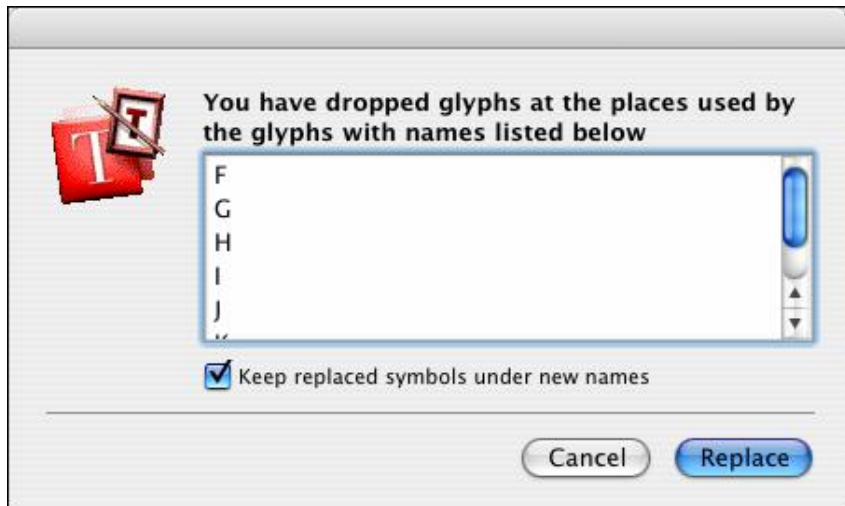 You have dropped glyphs at the places used by
the glyphs with names listed below
F
G
H
I
J
Keep replaced symbols under new names
Cancel Replace